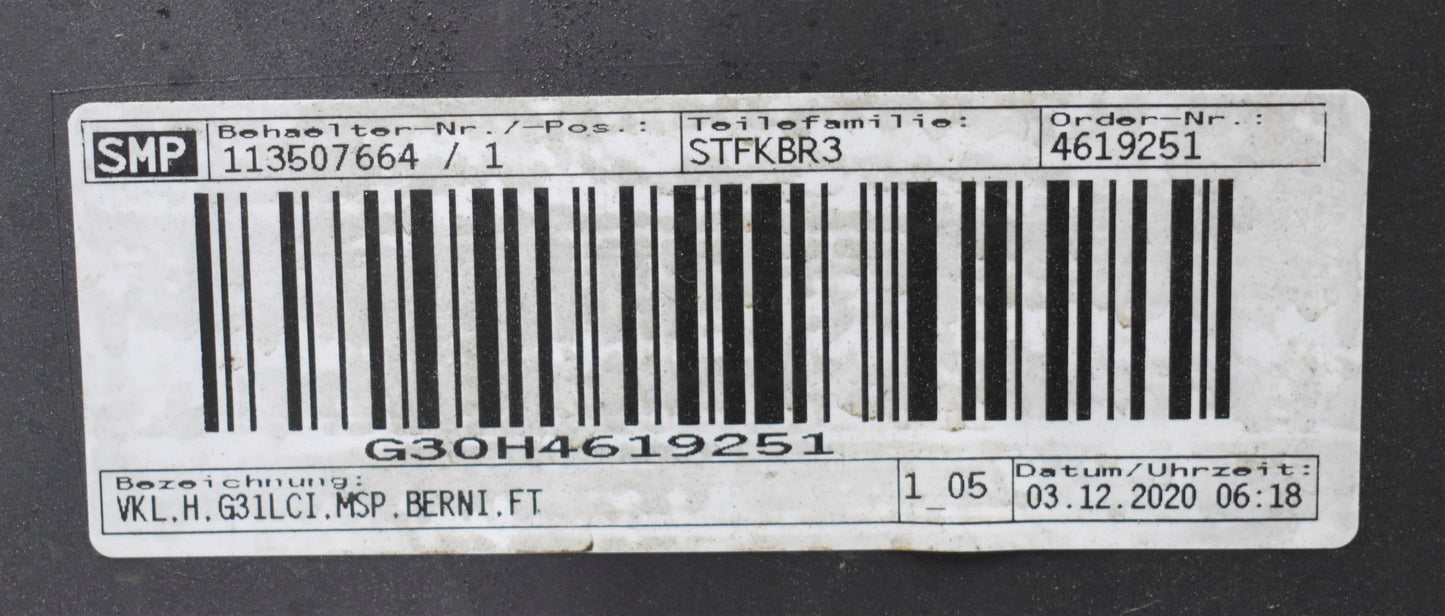 SMP
Behaelter-Nr./-Pos.:
113507664 / 1
Teilefamilie:
STFKBR3
Order-Nr.:
4619251
G30H4619251
Bezeichnung:
VKL.H.G31LCI.MSP.BERNI.FT
1_05
Datum/Uhrzeit:
03.12.2020 06:18